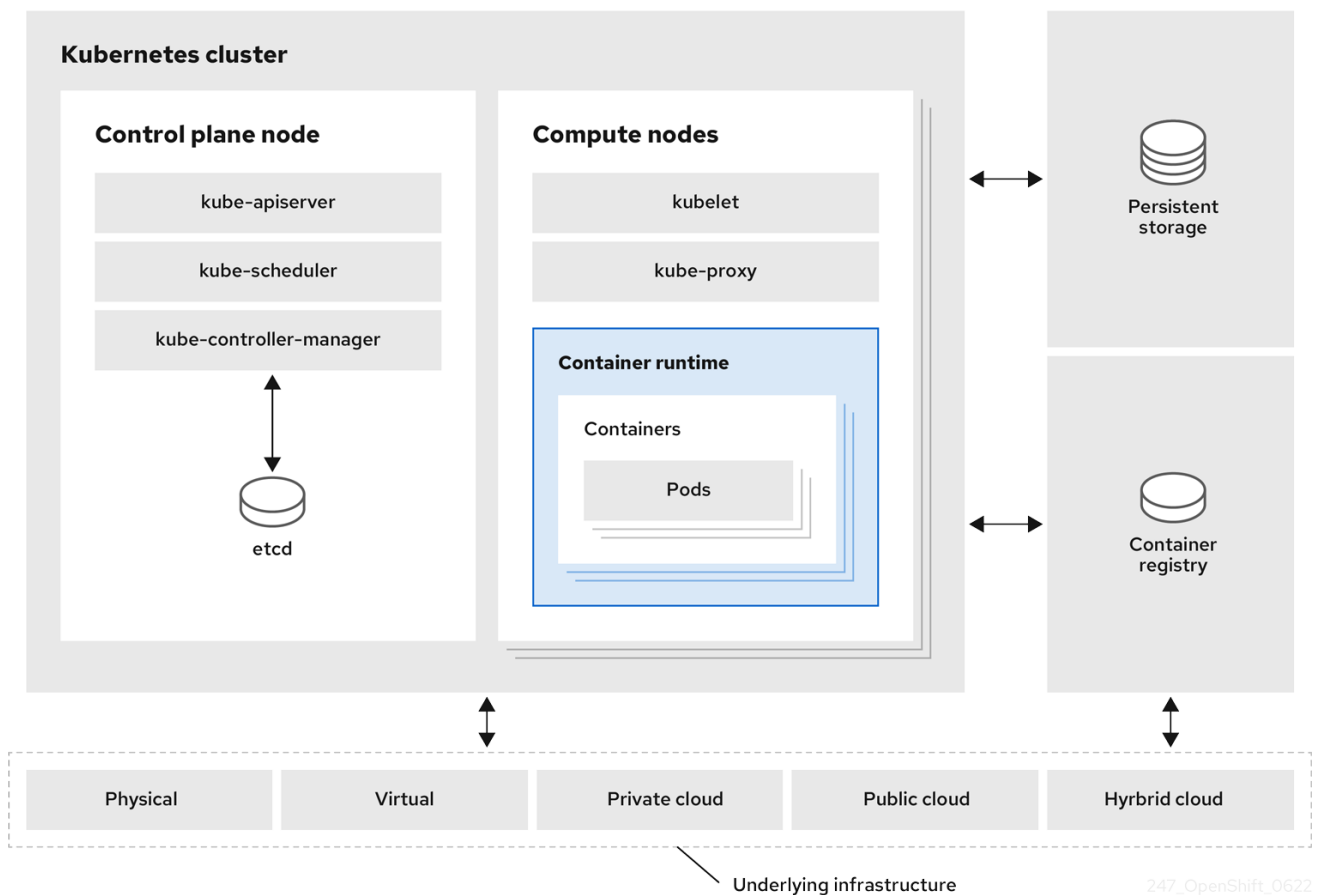 Kubernetes cluster
Control plane node
kube-apiserver
kube-scheduler
kube-controller-manager
etcd
Compute nodes
kubelet
kube-proxy
Container runtime
Containers
Pods
Persistent
storage
Container
registry
Physical
Virtual
Private cloud
Public cloud
Hyrbrid cloud
Underlying infrastructure
247_OpenShift_0622